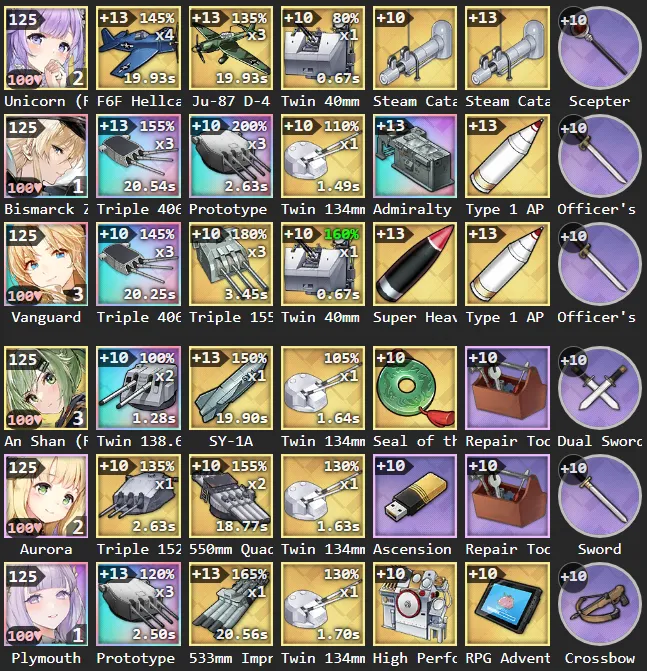 125 +13 145% +13 135% +10 80% +10 +13 +10
x4 x3 x1
100♥ 2 19.93s 19.93s 0.67s
Unicorn (R F6F Hellca Ju-87 D-4 Twin 40mm Steam Cata Steam Cata Scepter
125 +13 155% +10 200% +10 110% +13 +13 +10
x3 x3 x1
100♥ 1 20.54s 2.63s 1.49s
Bismarck Z Triple 406 Prototype Twin 134mm Admiralty Type 1 AP Officer's
125 +10 145% +10 180% +10 160% +13 +13 +10
x3 x3 x1
100♥ 3 20.25s 3.45s 0.67s
Vanguard Triple 406 Triple 155 Twin 40mm Super Heav Type 1 AP Officer's
125 +10 100% +13 150% 105% +10 +10 +10
x2 x1 x1
100♥ 3 1.28s 19.90s 1.64s
An Shan (R Twin 138.6 SY-1A Twin 134mm Seal of th Repair Too Dual Sword
125 +10 135% +10 155% 130% +10 +10 +10
x1 x2 x1
100♥ 2 2.63s 18.77s 1.63s
Aurora Triple 152 550mm Quad Twin 134mm Ascension Repair Too Sword
125 +13 120% +13 165% 130% +10 +10 +10
x3 x1 x1
100♥ 1 2.50s 20.56s 1.70s
Plymouth Prototype 533mm Impr Twin 134mm High Perfo RPG Advent Crossbow